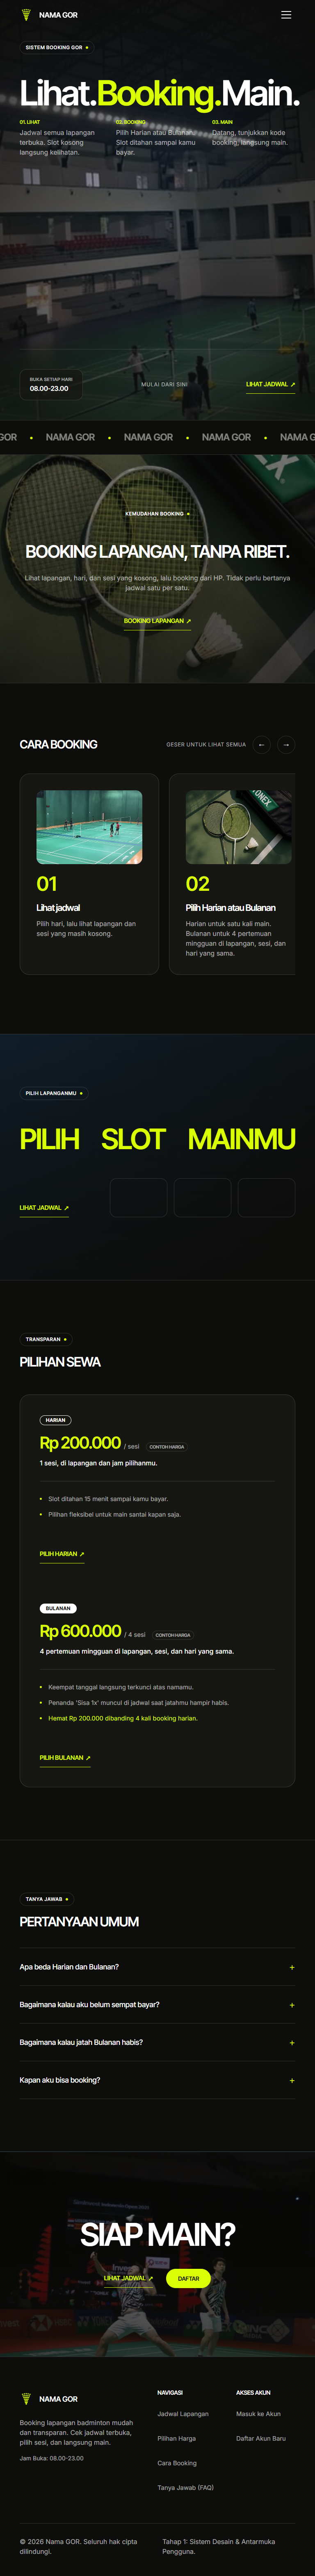 NAMA GOR
SISTEM BOOKING GOR
Lihat.Booking.Main.
01. LIHAT
Jadwal semua lapangan
terbuka. Slot kosong
langsung kelihatan.
02. BOOKING
Pilih Harian atau Bulanan.
Slot ditahan sampai kamu
bayar.
03. MAIN
Datang, tunjukkan kode
booking, langsung main.
BUKA SETIAP HARI
08.00-23.00
MULAI DARI SINI
LIHAT JADWAL ↗
GOR • NAMA GOR • NAMA GOR • NAMA GOR • NAMA G
KEMUDAHAN BOOKING
BOOKING LAPANGAN, TANPA RIBET.
Lihat lapangan, hari, dan sesi yang kosong, lalu booking dari HP. Tidak perlu bertanya
jadwal satu per satu.
BOOKING LAPANGAN ↗
CARA BOOKING
GESER UNTUK LIHAT SEMUA ← →
01
Lihat jadwal
Pilih hari, lalu lihat lapangan dan
sesi yang masih kosong.
YONEX
02
Pilih Harian atau Bulanan
Harian untuk satu kali main.
Bulanan untuk 4 pertemuan
mingguan di lapangan, sesi, dan
hari yang sama.
PILIH LAPANGANMU
PILIH SLOT MAINMU
LIHAT JADWAL ↗
TRANSPARAN
PILIHAN SEWA
HARIAN
Rp 200.000 / sesi CONTOH HARGA
1 sesi, di lapangan dan jam pilihanmu.
• Slot ditahan 15 menit sampai kamu bayar.
• Pilihan fleksibel untuk main santai kapan saja.
PILIH HARIAN ↗
BULANAN
Rp 600.000 / 4 sesi CONTOH HARGA
4 pertemuan mingguan di lapangan, sesi, dan hari yang sama.
• Keempat tanggal langsung terkunci atas namamu.
• Penanda 'Sisa 1x' muncul di jadwal saat jatahmu hampir habis.
• Hemat Rp 200.000 dibanding 4 kali booking harian.
PILIH BULANAN ↗
TANYA JAWAB
PERTANYAAN UMUM
Apa beda Harian dan Bulanan? +
Bagaimana kalau aku belum sempat bayar? +
Bagaimana kalau jatah Bulanan habis? +
Kapan aku bisa booking? +
SIAP MAIN?
LIHAT JADWAL ↗
DAFTAR
NAMA GOR
Booking lapangan badminton mudah
dan transparan. Cek jadwal terbuka,
pilih sesi, dan langsung main.
Jam Buka: 08.00-23.00
NAVIGASI
Jadwal Lapangan
Pilihan Harga
Cara Booking
Tanya Jawab (FAQ)
AKSES AKUN
Masuk ke Akun
Daftar Akun Baru
© 2026 Nama GOR. Seluruh hak cipta
dilindungi.
Tahap 1: Sistem Desain & Antarmuka
Pengguna.